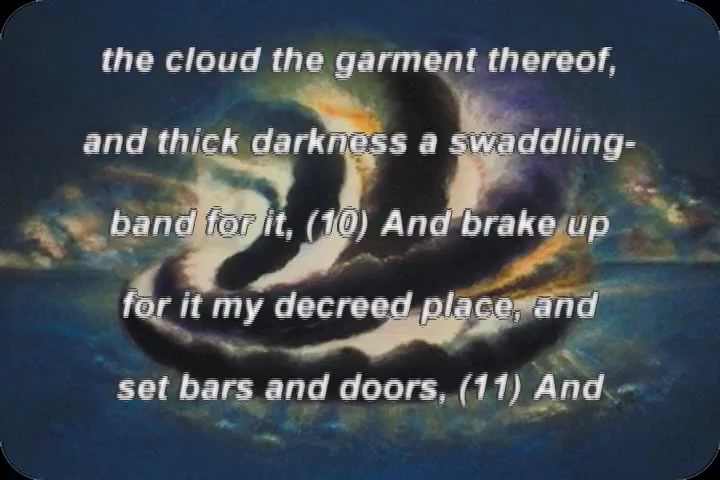 the cloud the garment thereof,
and thick darkness a swaddling-
band for it, (10) And brake up
for it my decreed place, and
set bars and doors, (11) And